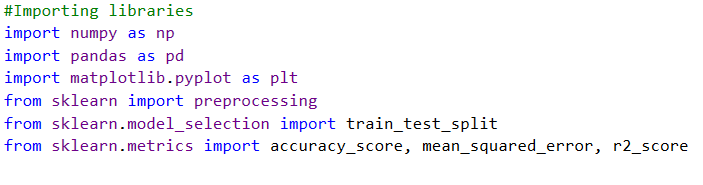 #Importing libraries
import numpy as np
import pandas as pd
import matplotlib.pyplot as plt
from sklearn import preprocessing
from sklearn.model_selection import train_test_split
from sklearn.metrics import accuracy_score, mean_squared_error, r2_score